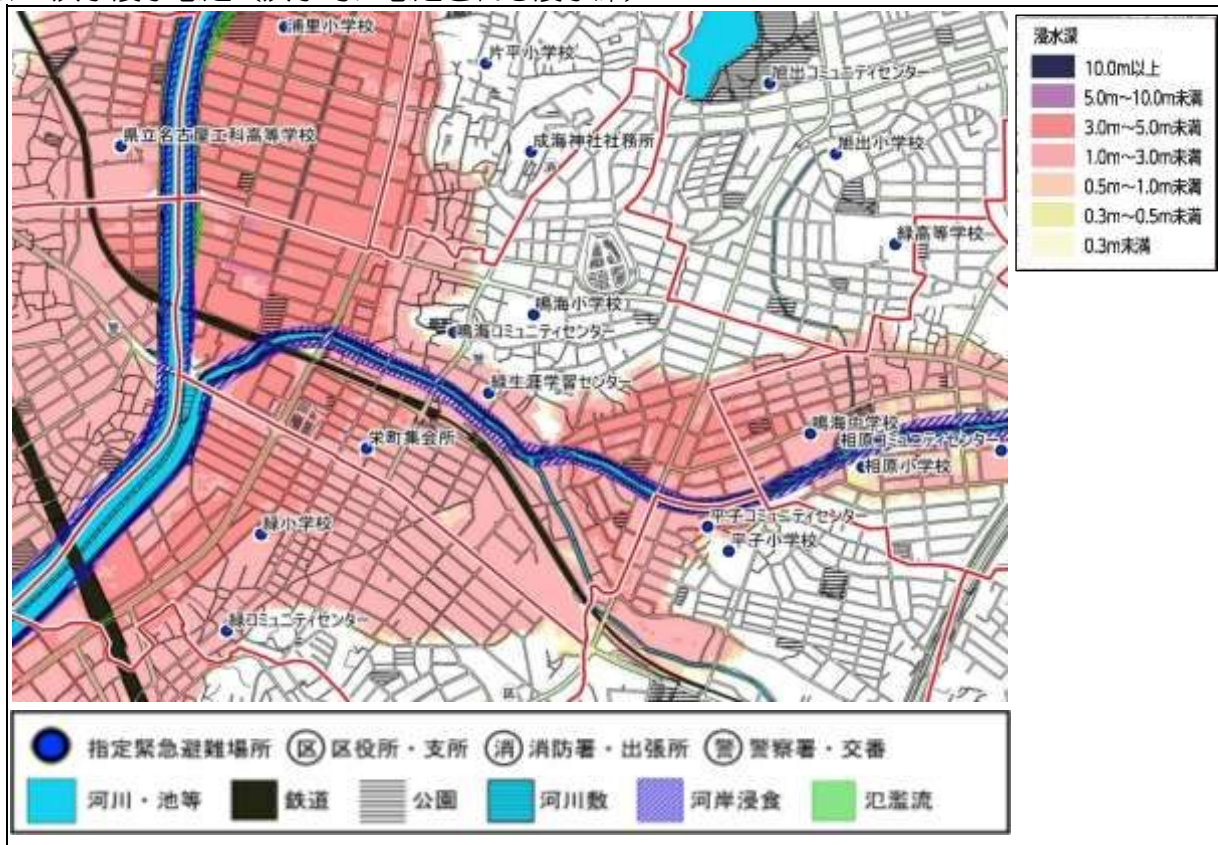 浦里小学校
片平小学校
旭出コミュニティセンター
県立名古屋工科高等学校
成海神社社務所
旭出小学校
消
緑高等学校
鳴海小学校
鳴海コミュニティセンター
緑生涯学習センター
鳴海中学校
栄町集会所
相原コミュニティセンター
相原小学校
平子コミュニティセンター
緑小学校
平子小学校
緑コミュニティセンター
区
浸水深
10.0m以上
5.0m〜10.0m未満
3.0m〜5.0m未満
1.0m〜3.0m未満
0.5m〜1.0m未満
0.3m〜0.5m未満
0.3m未満
指定緊急避難場所 区 区役所・支所 消 消防署・出張所 警 警察署・交番
河川・池等 鉄道 公園 河川敷 河岸浸食 氾濫流